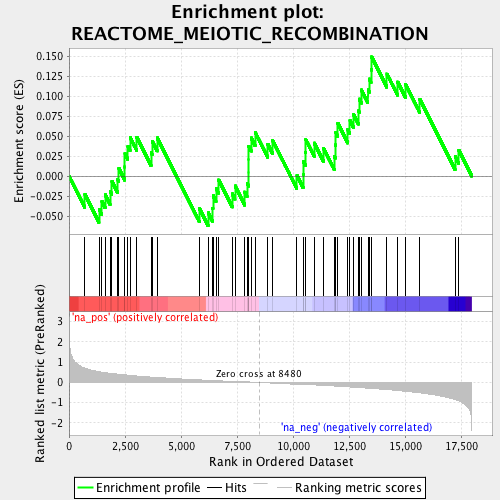 Enrichment plot:
REACTOME_MEIOTIC_RECOMBINATION
Enrichment score (ES)
0.150
0.125
0.100
0.075
0.050
0.025
0.000
-0.025
-0.050
'na_pos' (positively correlated)
Ranked list metric (PreRanked)
3
2
1
0
-1
-2
Zero cross at 8480
'na_neg' (negatively correlated)
0
2,500
5,000
7,500
10,000
12,500
15,000
17,500
Rank in Ordered Dataset
Enrichment profile
Hits
Ranking metric scores